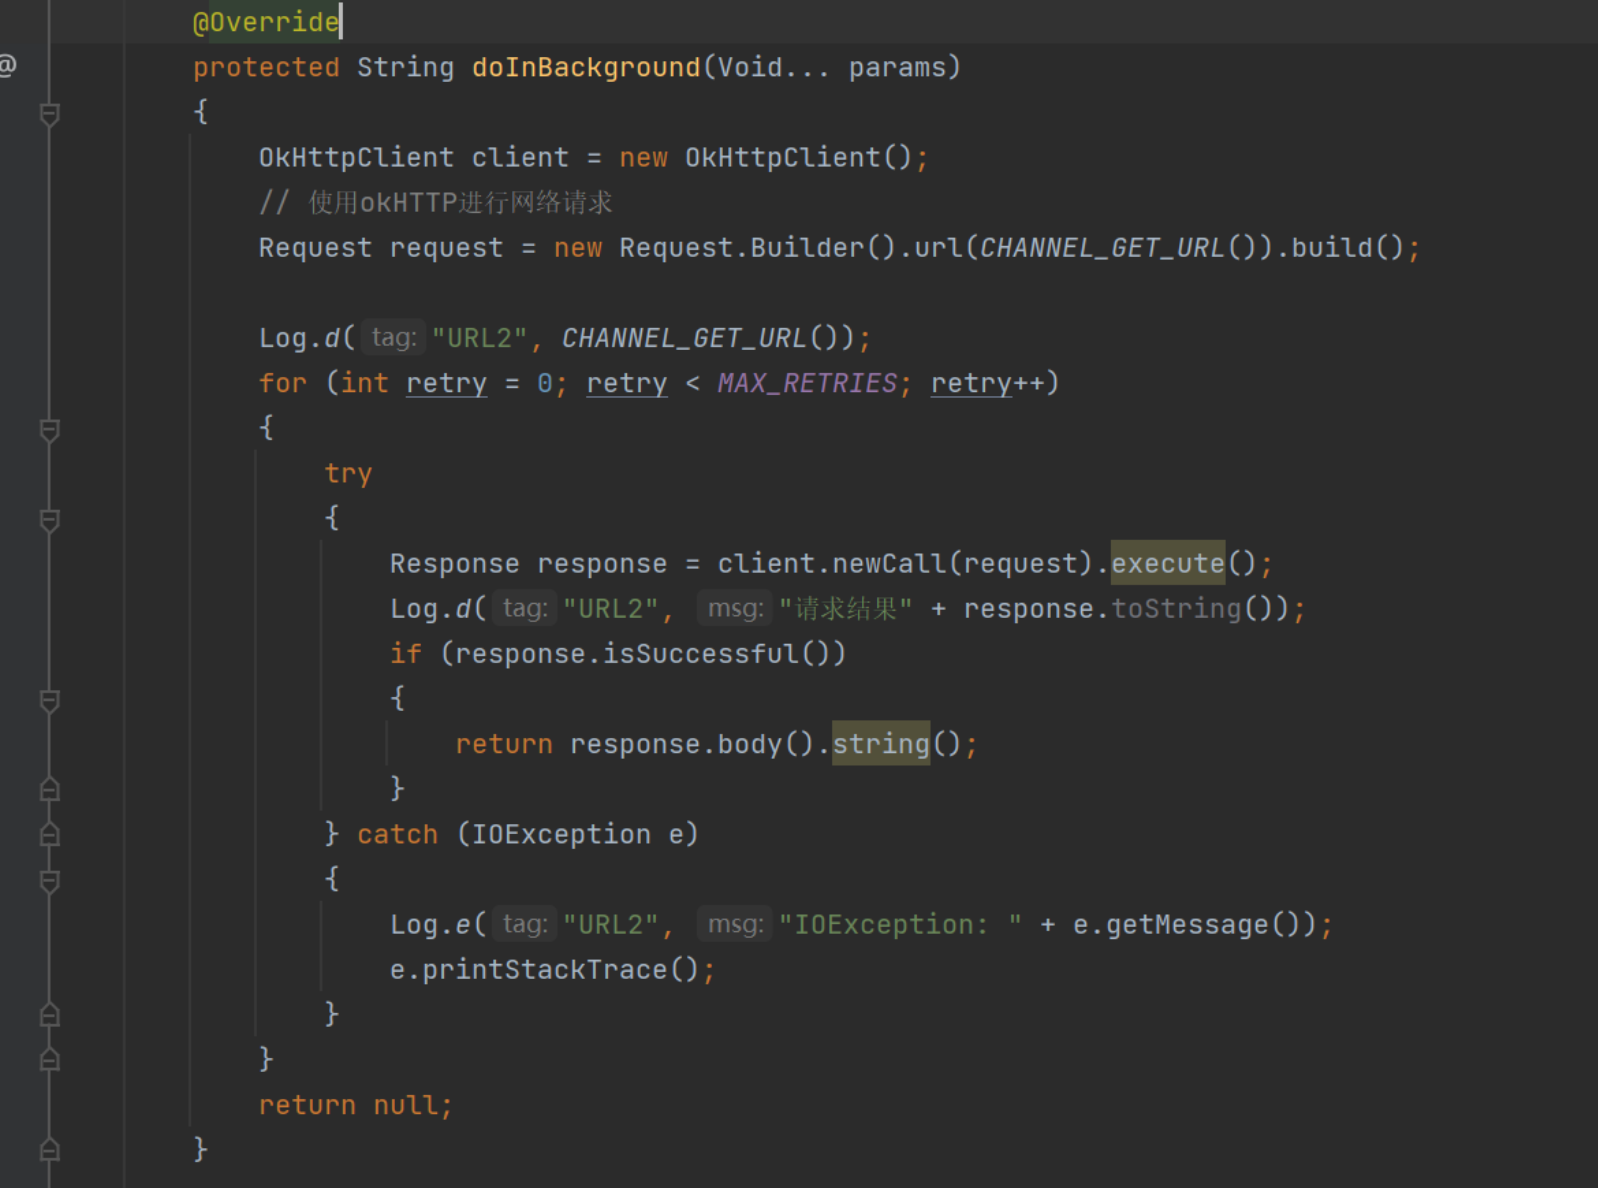 @Override
@ protected String doInBackground(Void... params)
{
OkHttpClient client = new OkHttpClient();
// 使用okHTTP进行网络请求
Request request = new Request.Builder().url(CHANNEL_GET_URL()).build();
Log.d( tag: "URL2", CHANNEL_GET_URL());
for (int retry = 0; retry < MAX_RETRIES; retry++)
{
try
{
Response response = client.newCall(request).execute();
Log.d( tag: "URL2", msg: "请求结果" + response.toString());
if (response.isSuccessful())
{
return response.body().string();
}
} catch (IOException e)
{
Log.e( tag: "URL2", msg: "IOException: " + e.getMessage());
e.printStackTrace();
}
}
return null;
}